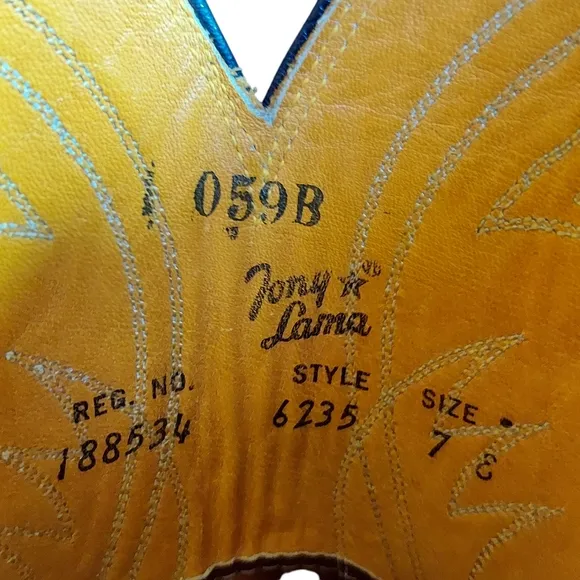 059B
Tony
Lama
REG. NO. STYLE SIZE
188534 6235 7 E